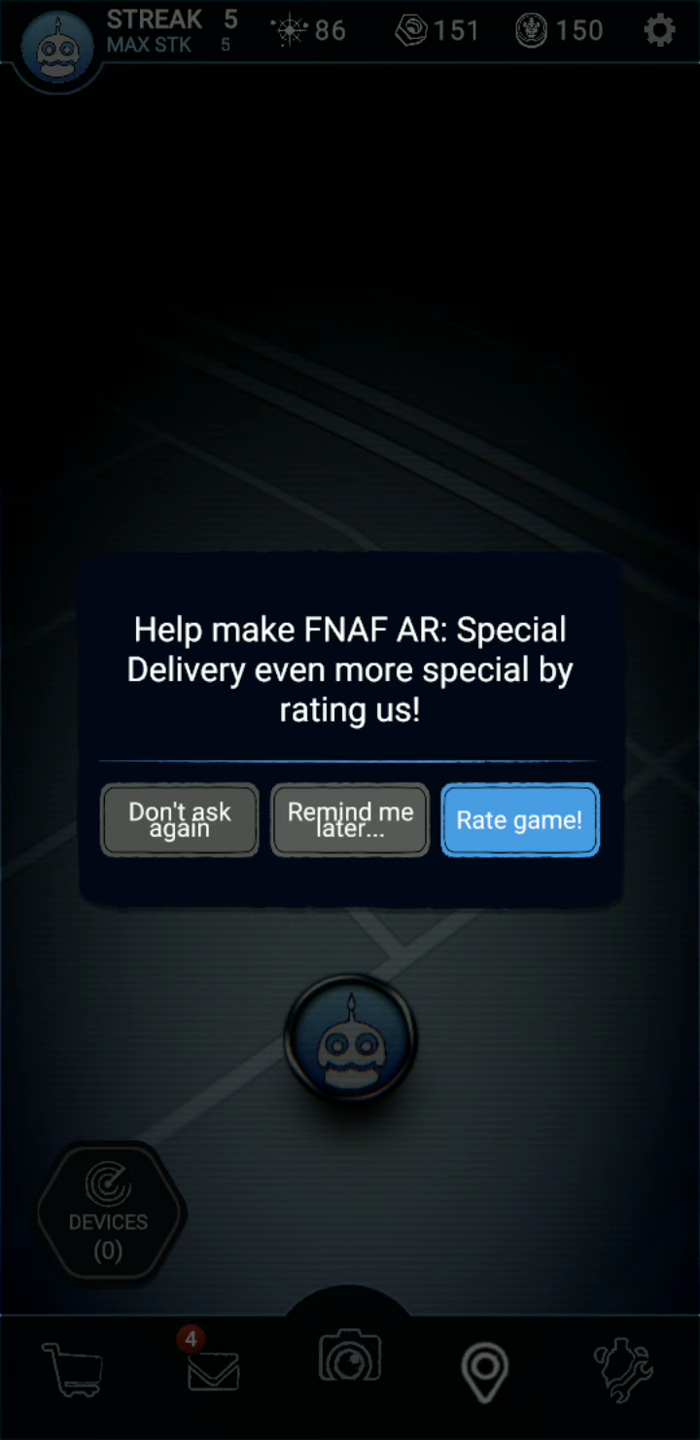 STREAK 5 86 151 150
MAX STK 5
Help make FNAF AR: Special
Delivery even more special by
rating us!
Don't ask
again
Remind me
later...
Rate game!
DEVICES
(0)
4